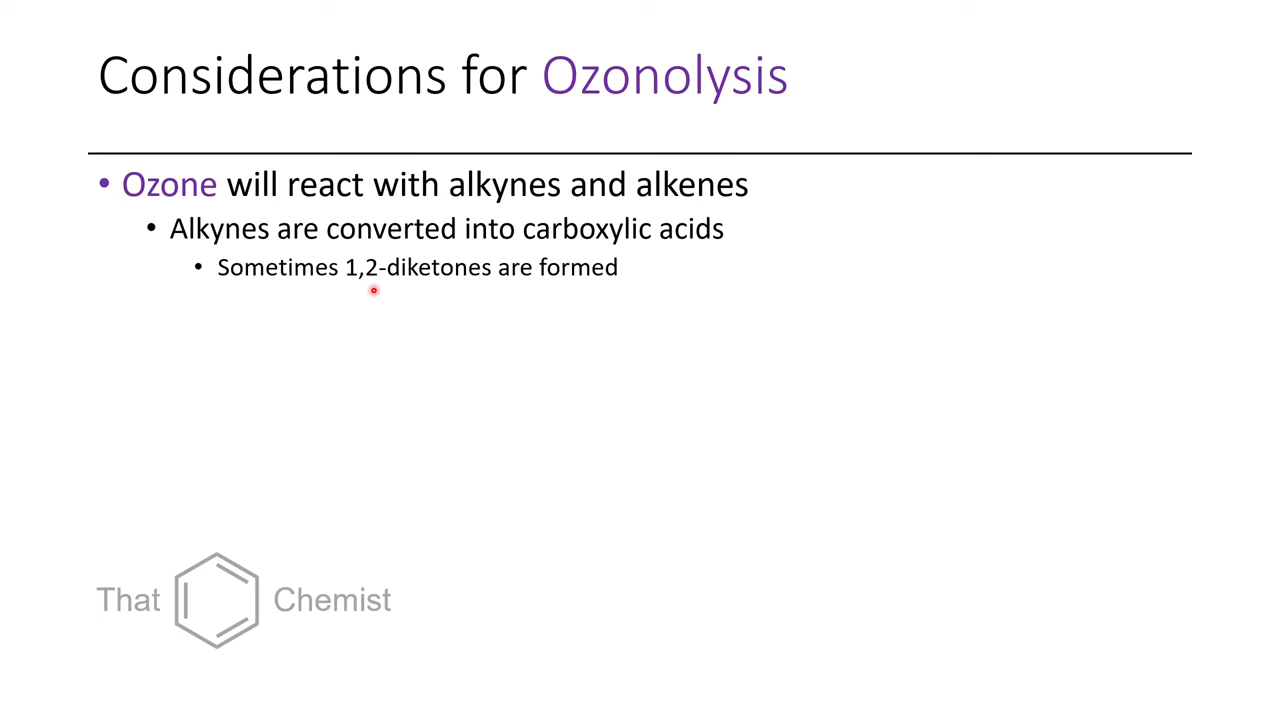 Considerations for Ozonolysis
• Ozone will react with alkynes and alkenes
• Alkynes are converted into carboxylic acids
• Sometimes 1,2-diketones are formed
That Chemist